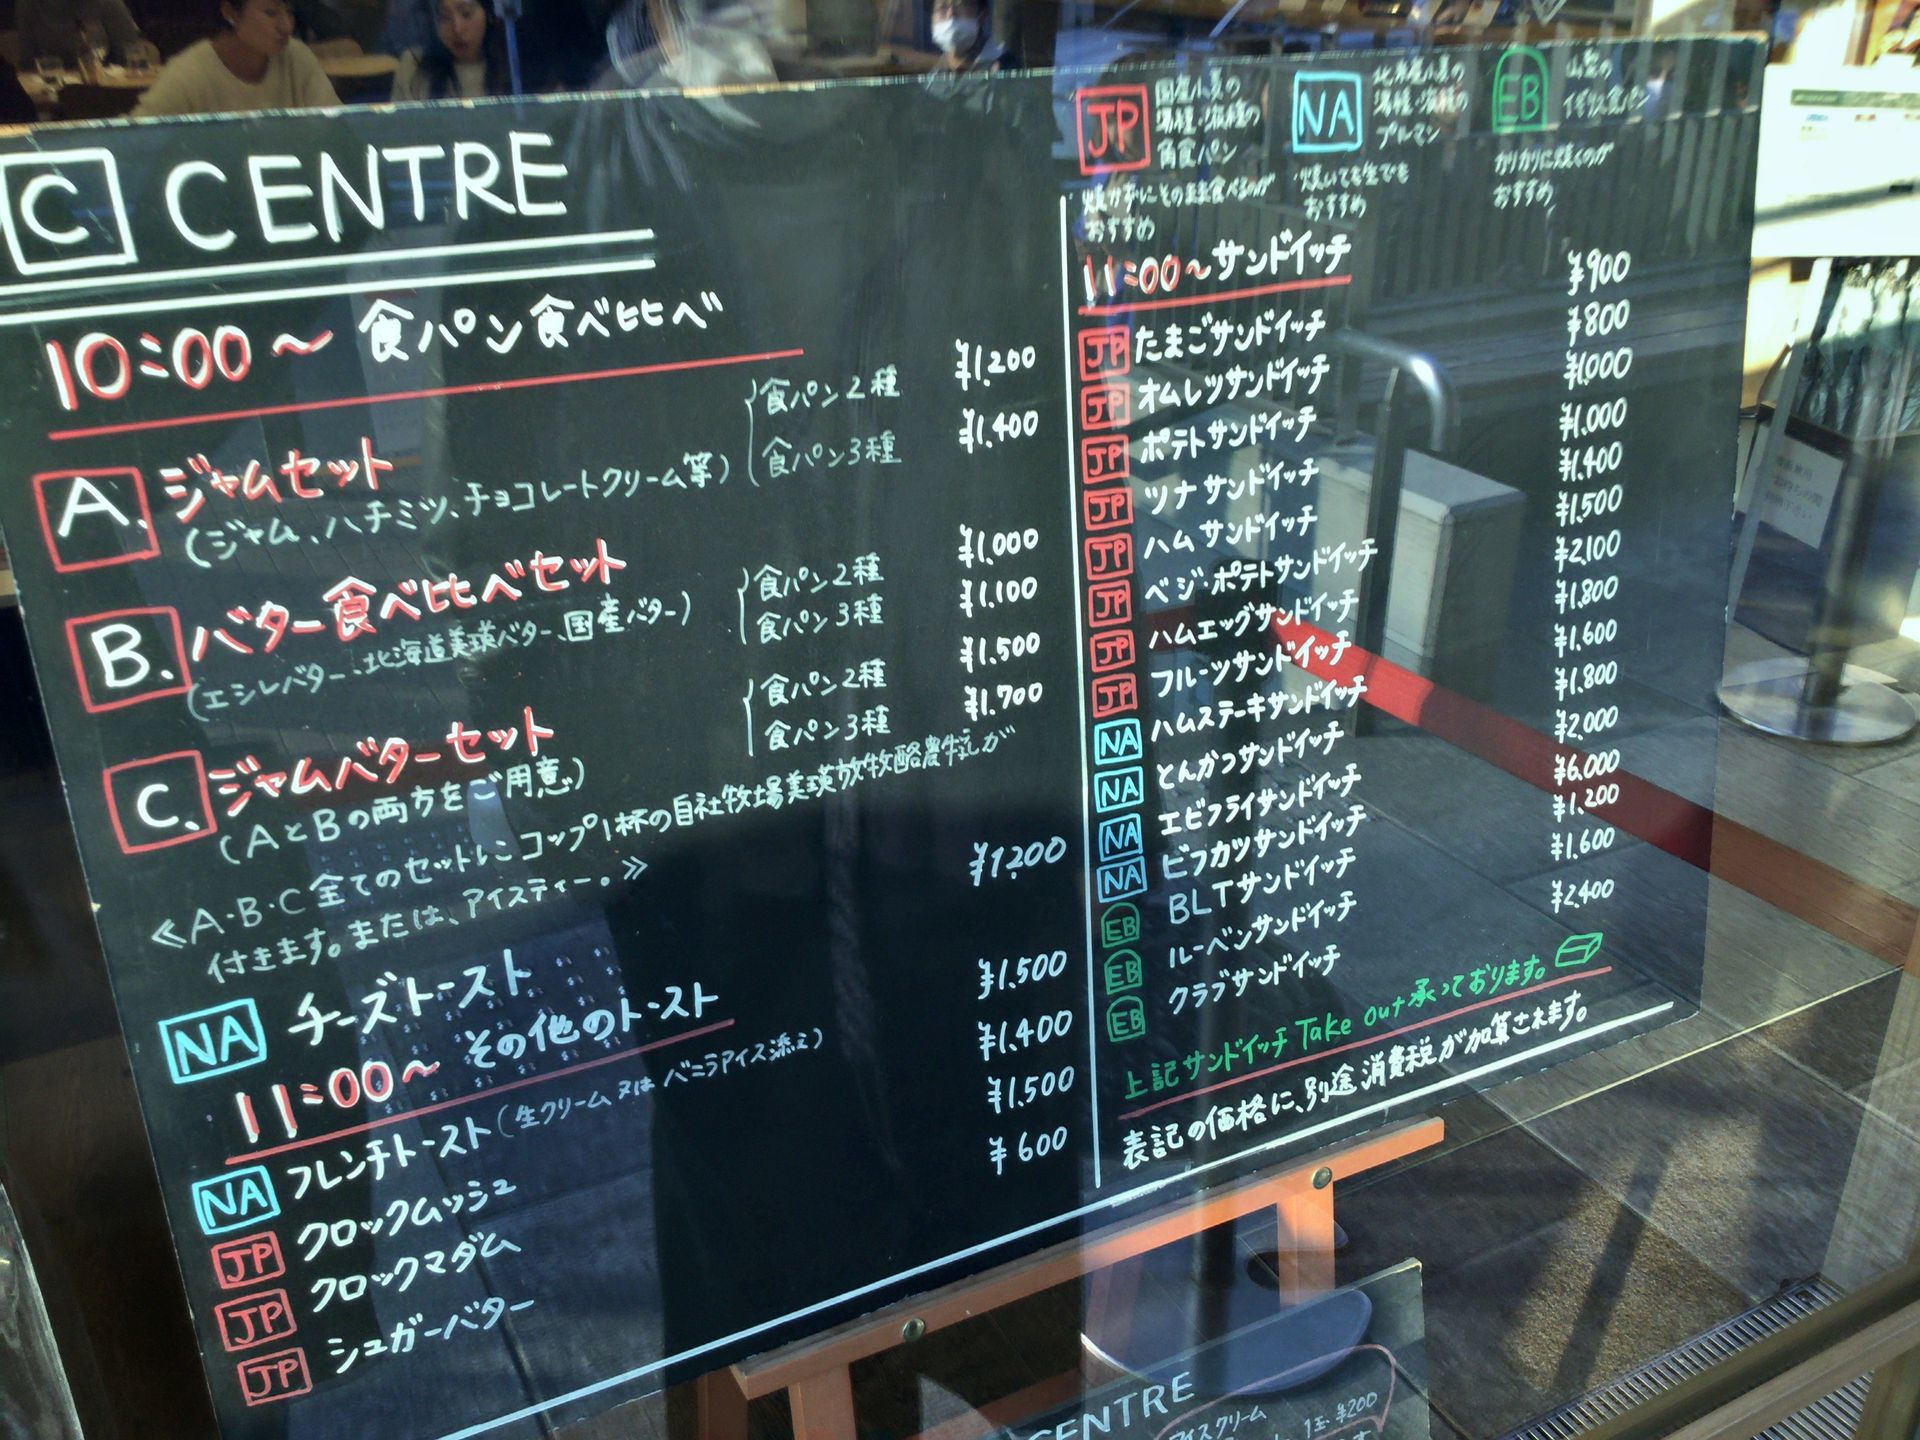 C CENTRE
10:00～食パン食べ比べ
A. ジャムセット
(ジャム、ハチミツ、チョコレートクリーム等)
食パン2種 ¥1.200
食パン3種 ¥1.400
B. バター食べ比べセット
(エシレバター、北海道美瑛バター、国産バター)
食パン2種 ¥1.000
食パン3種 ¥1.100
C. ジャムバターセット
(AとBの両方をご用意)
食パン2種 ¥1.500
食パン3種 ¥1.700
≪A・B・C全てのセットにコップ1杯の自社牧場美瑛放牧酪農牛乳が
付きます。または、アイスティー。≫
NA チーズトースト ¥1.200
11:00～その他のトースト
NA フレンチトースト(生クリーム又はバニラアイス添え) ¥1.500
JP クロックムッシュ ¥1.400
JP クロックマダム ¥1.500
JP シュガーバター ¥600
JP 国産小麦の
湯種・液種の
角食パン
焼かずにそのまま食べるのが
おすすめ
NA 北米産小麦の
湯種・液種の
プルマン
焼いても生でも
おすすめ
EB 山型の
イギリス食パン
カリカリに焼くのが
おすすめ
11:00～サンドイッチ
JP たまごサンドイッチ ¥900
JP オムレツサンドイッチ ¥800
JP ポテトサンドイッチ ¥1.000
JP ツナサンドイッチ ¥1.000
JP ハムサンドイッチ ¥1.400
JP ベジ・ポテトサンドイッチ ¥1.500
JP ハムエッグサンドイッチ ¥2.100
JP フルーツサンドイッチ ¥1.800
NA ハムステーキサンドイッチ ¥1.600
NA とんかつサンドイッチ ¥1.800
NA エビフライサンドイッチ ¥2.000
NA ビフカツサンドイッチ ¥6.000
EB BLTサンドイッチ ¥1.200
EB ルーベンサンドイッチ ¥1.600
EB クラブサンドイッチ ¥2.400
上記サンドイッチ Take out承っております。
表記の価格に、別途消費税が加算されます。
CENTRE
アイスクリーム
1玉 ¥200